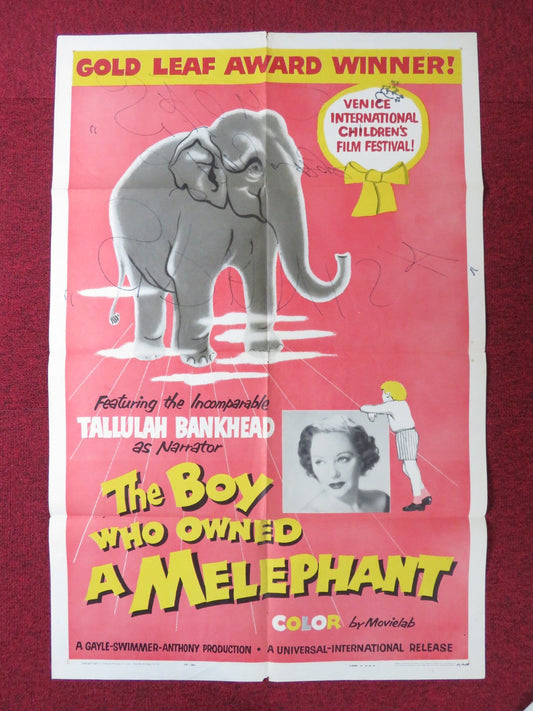 GOLD LEAF AWARD WINNER!
VENICE
INTERNATIONAL
CHILDREN'S
FILM FESTIVAL!
Featuring the Incomparable
TALLULAH BANKHEAD
as Narrator
The BOY
WHO OWNED
A MELEPHANT
COLOR by Movielab
A GAYLE-SWIMMER-ANTHONY PRODUCTION • A UNIVERSAL-INTERNATIONAL RELEASE